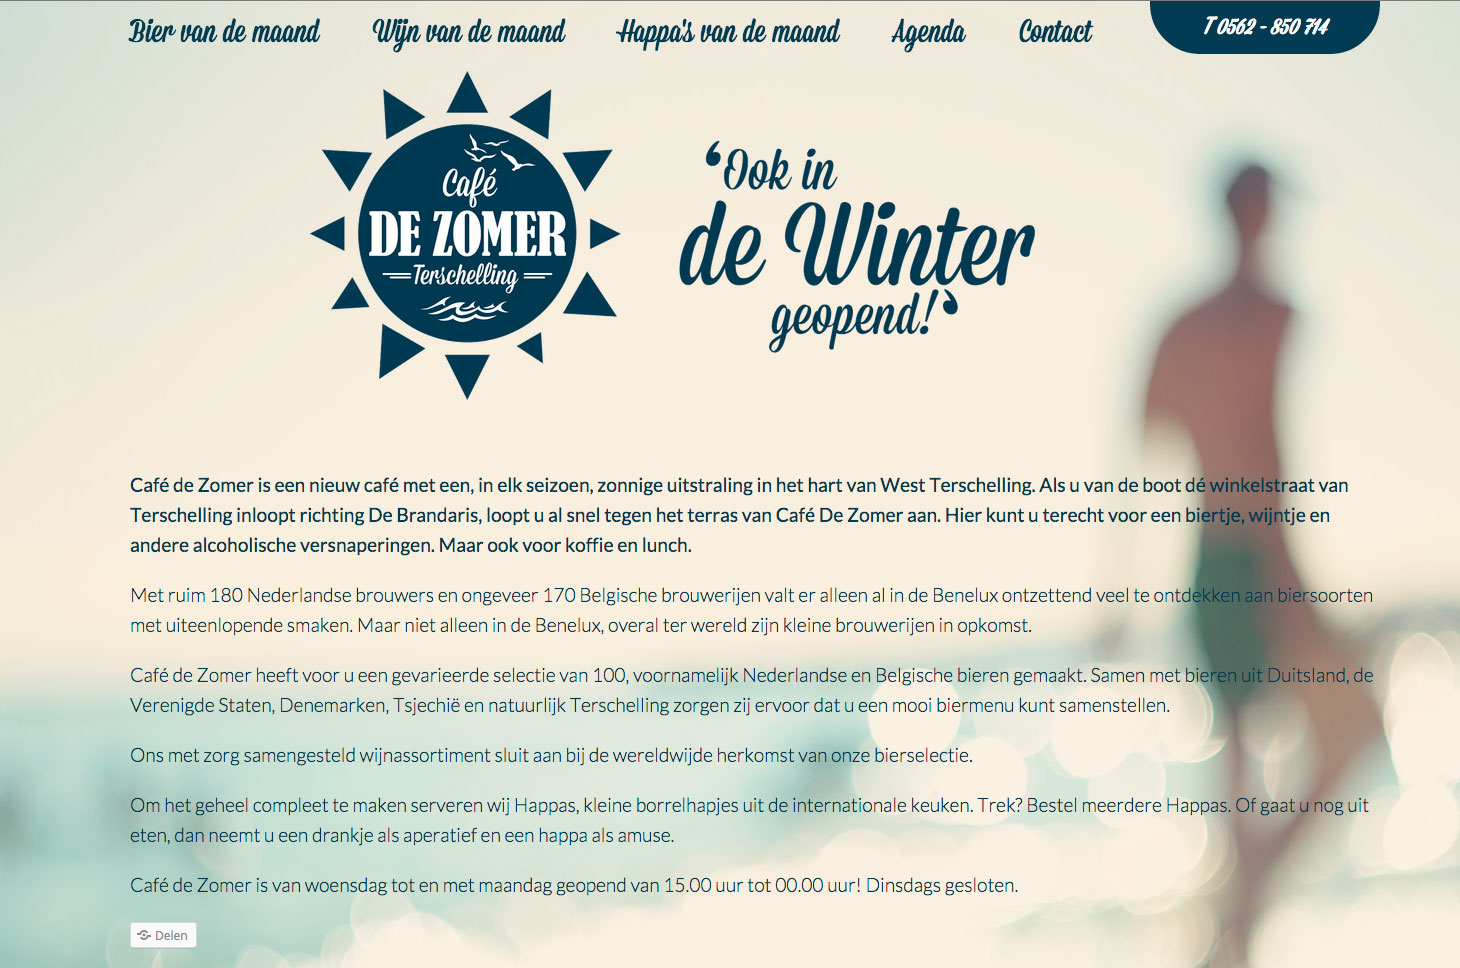 Bier van de maand
Wijn van de maand
Happa's van de maand
Agenda
Contact
T 0562 - 850 714
Café
DE ZOMER
Terschelling
‘Ook in
de Winter
geopend!’
Café de Zomer is een nieuw café met een, in elk seizoen, zonnige uitstraling in het hart van West Terschelling. Als u van de boot dé winkelstraat van
Terschelling inloopt richting De Brandaris, loopt u al snel tegen het terras van Café De Zomer aan. Hier kunt u terecht voor een biertje, wijntje en
andere alcoholische versnaperingen. Maar ook voor koffie en lunch.
Met ruim 180 Nederlandse brouwers en ongeveer 170 Belgische brouwerijen valt er alleen al in de Benelux ontzettend veel te ontdekken aan biersoorten
met uiteenlopende smaken. Maar niet alleen in de Benelux, overal ter wereld zijn kleine brouwerijen in opkomst.
Café de Zomer heeft voor u een gevarieerde selectie van 100, voornamelijk Nederlandse en Belgische bieren gemaakt. Samen met bieren uit Duitsland, de
Verenigde Staten, Denemarken, Tsjechië en natuurlijk Terschelling zorgen zij ervoor dat u een mooi biermenu kunt samenstellen.
Ons met zorg samengesteld wijnassortiment sluit aan bij de wereldwijde herkomst van onze bierselectie.
Om het geheel compleet te maken serveren wij Happas, kleine borrelhapjes uit de internationale keuken. Trek? Bestel meerdere Happas. Of gaat u nog uit
eten, dan neemt u een drankje als aperatief en een happa als amuse.
Café de Zomer is van woensdag tot en met maandag geopend van 15.00 uur tot 00.00 uur! Dinsdags gesloten.
Delen